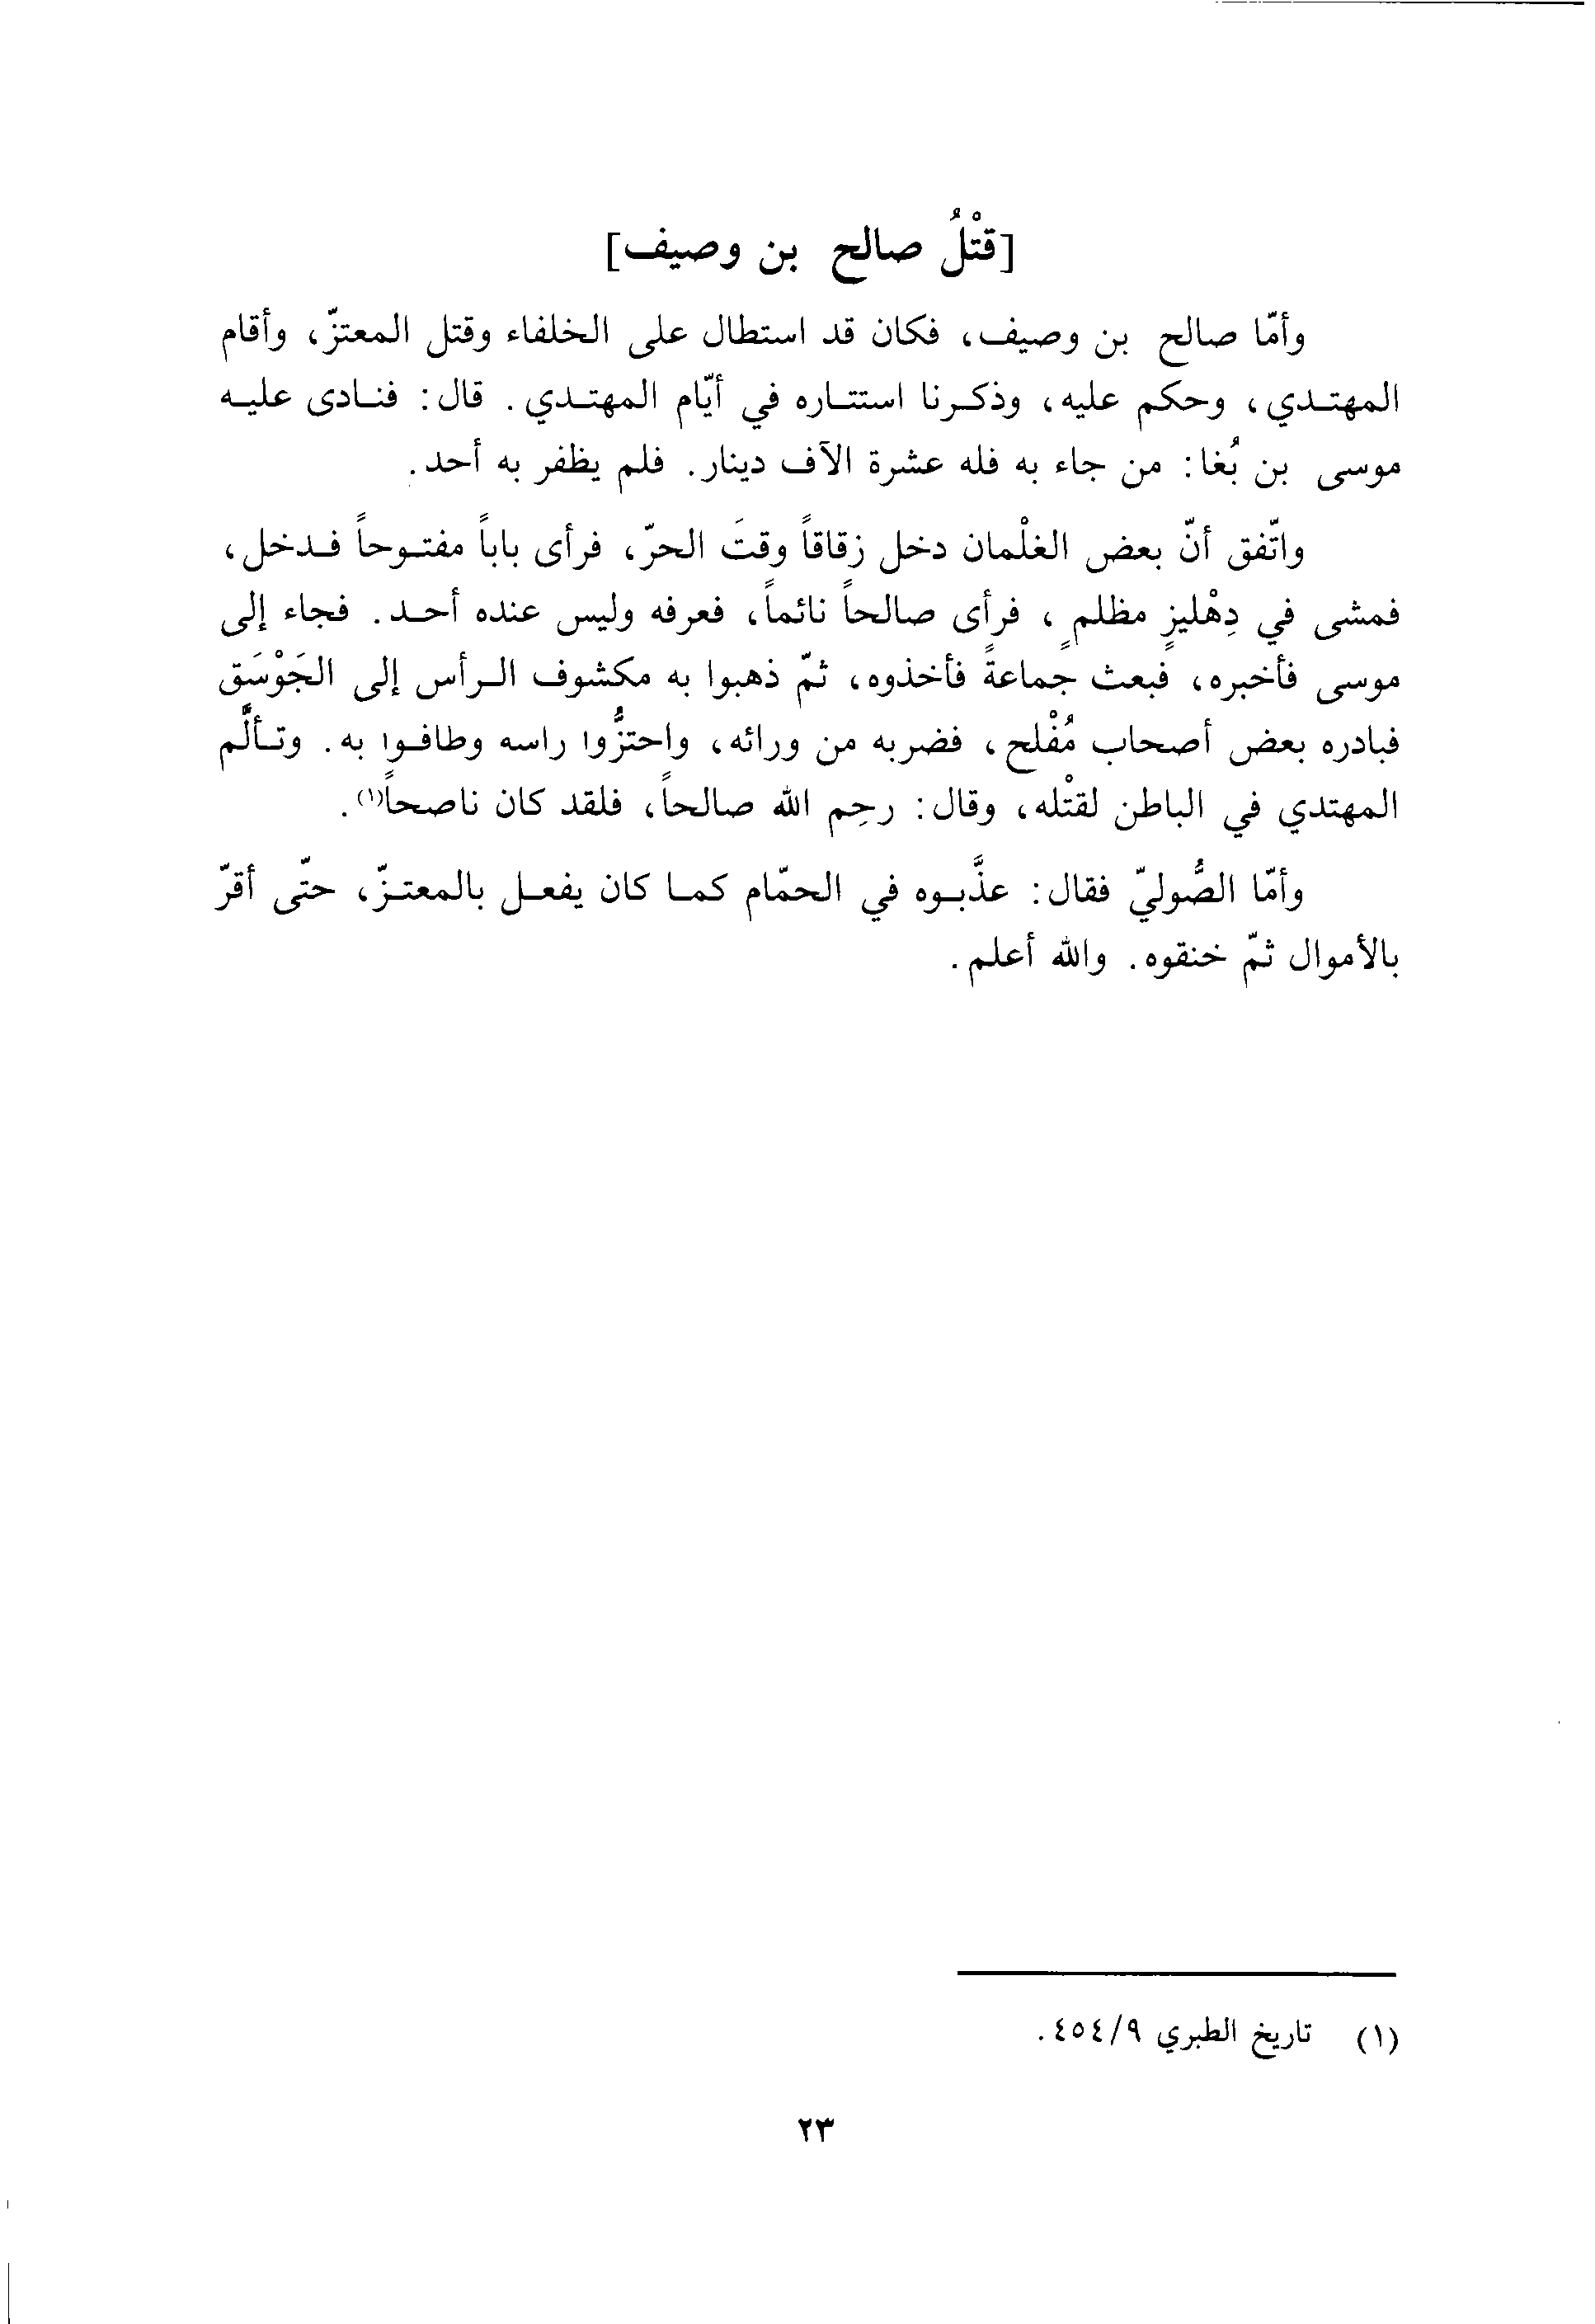 [قتْلُ صالح بن وصيف]
وأمّا صالح بن وصيف، فكان قد استطال على الخلفاء وقتل المعتزّ، وأقام
المهتدي، وحكم عليه، وذكرنا استتاره في أيّام المهتدي. قال: فنادى عليه
موسى بن بُغا: من جاء به فله عشرة الآف دينار. فلم يظفر به أحد.
واتّفق أنّ بعض الغلْمان دخل زقاقاً وقتَ الحرّ، فرأى باباً مفتوحاً فدخل،
فمشى في دِهْليزٍ مظلمٍ، فرأى صالحاً نائماً، فعرفه وليس عنده أحد. فجاء إلى
موسى فأخبره، فبعث جماعةً فأخذوه، ثمّ ذهبوا به مكشوف الرأس إلى الجَوْسَق
فبادره بعض أصحاب مُفْلح، فضربه من ورائه، واحتزُّوا راسه وطافوا به. وتألَّم
المهتدي في الباطن لقتْله، وقال: رحِم الله صالحاً، فلقد كان ناصحاً(١).
وأمّا الصُّوليّ فقال: عذَّبوه في الحمّام كما كان يفعل بالمعتزّ، حتّى أقرّ
بالأموال ثمّ خنقوه. والله أعلم.
(١) تاريخ الطبري ٤٥٤/٩.
٢٣